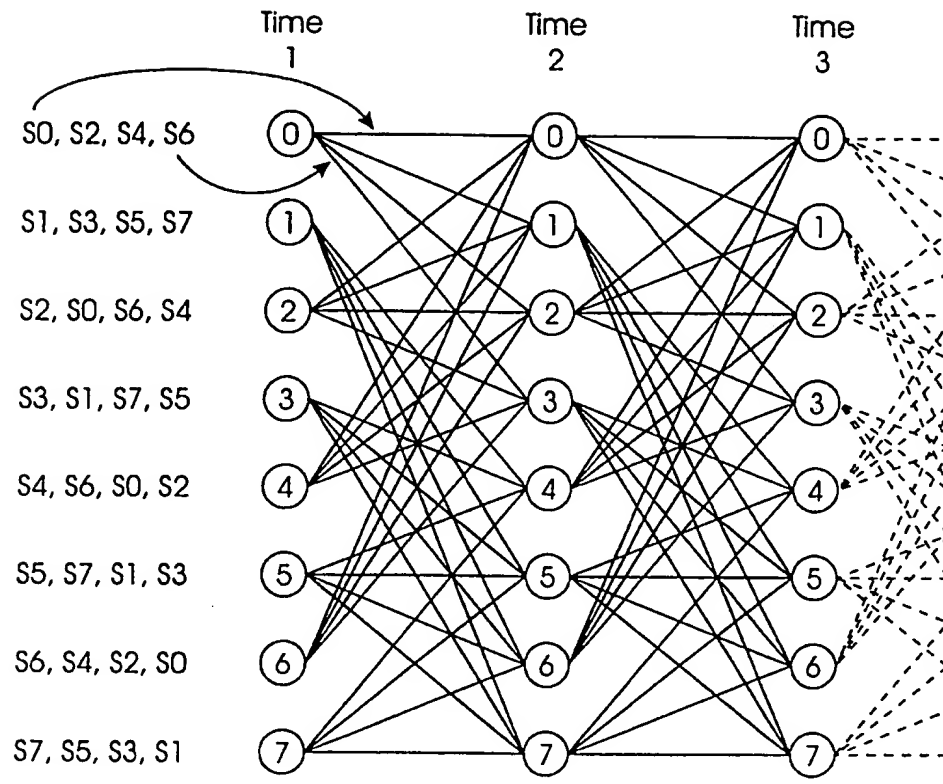 Time Time Time
1 2 3
S0, S2, S4, S6 0 0 0
S1, S3, S5, S7 1 1 1
S2, S0, S6, S4 2 2 2
S3, S1, S7, S5 3 3 3
S4, S6, S0, S2 4 4 4
S5, S7, S1, S3 5 5 5
S6, S4, S2, S0 6 6 6
S7, S5, S3, S1 7 7 7